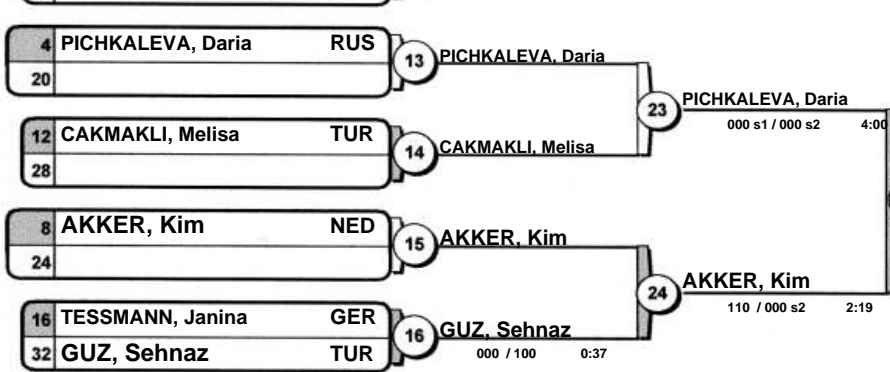 4 PICHKALEVA, Daria RUS
20
13 PICHKALEVA, Daria
12 CAKMAKLI, Melisa TUR
28
14 CAKMAKLI, Melisa
23 PICHKALEVA, Daria
000 s1 / 000 s2 4:00
8 AKKER, Kim NED
24
15 AKKER, Kim
16 TESSMANN, Janina GER
32 GUZ, Sehnaz TUR
16 GUZ, Sehnaz
000 / 100 0:37
24 AKKER, Kim
110 / 000 s2 2:19